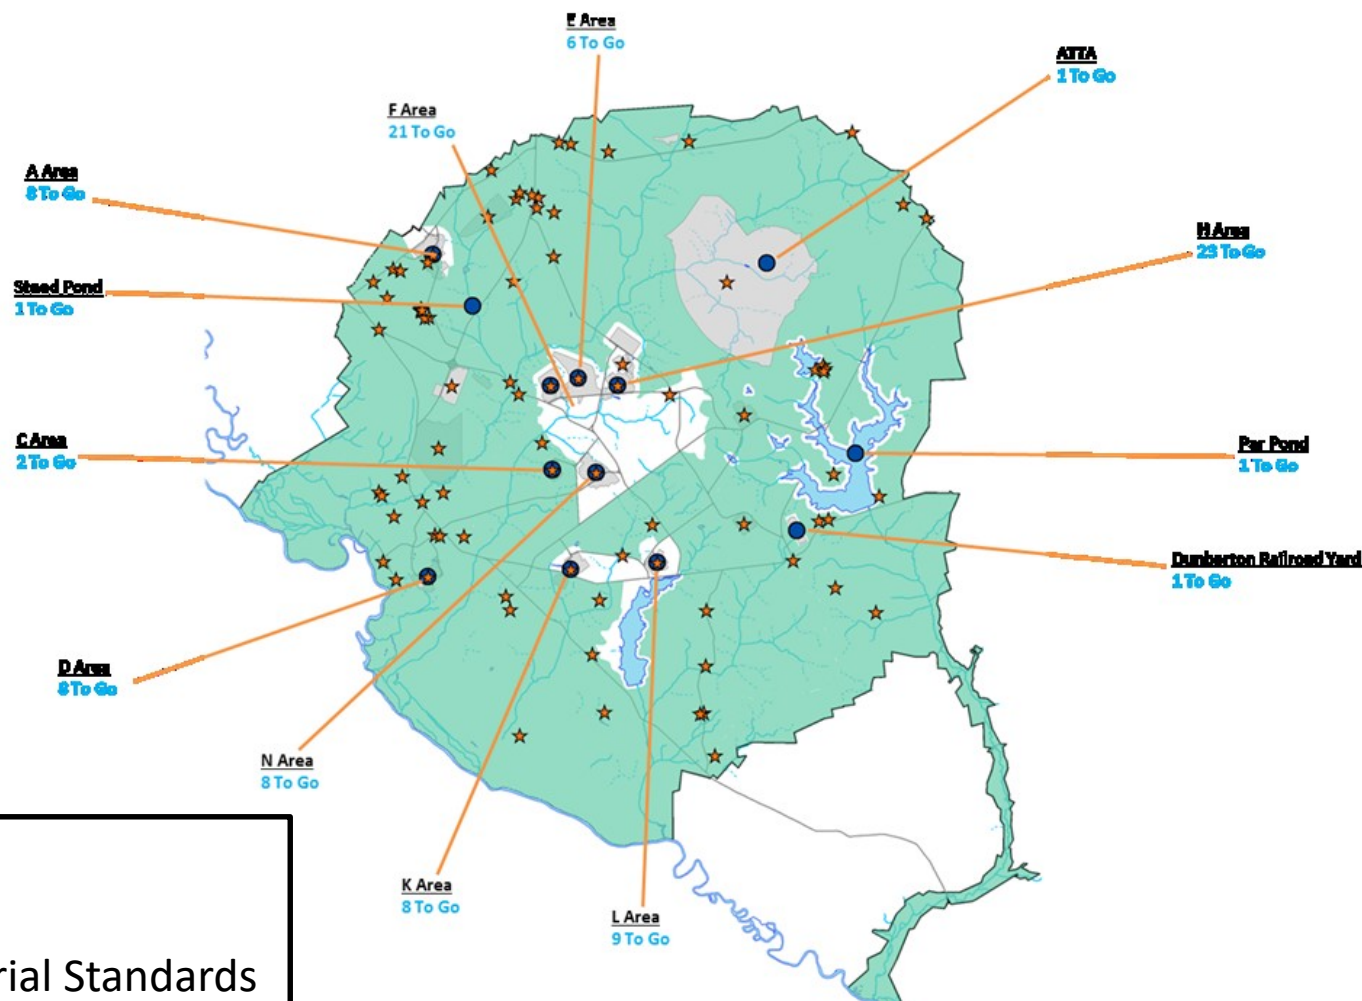 E Area
6 To Go
ATTA
1 To Go
F Area
21 To Go
A Area
8 To Go
H Area
23 To Go
Steed Pond
1 To Go
C Area
2 To Go
Par Pond
1 To Go
Dunberton Railroad Yard
1 To Go
D Area
8 To Go
N Area
8 To Go
K Area
8 To Go
L Area
9 To Go
rial Standards